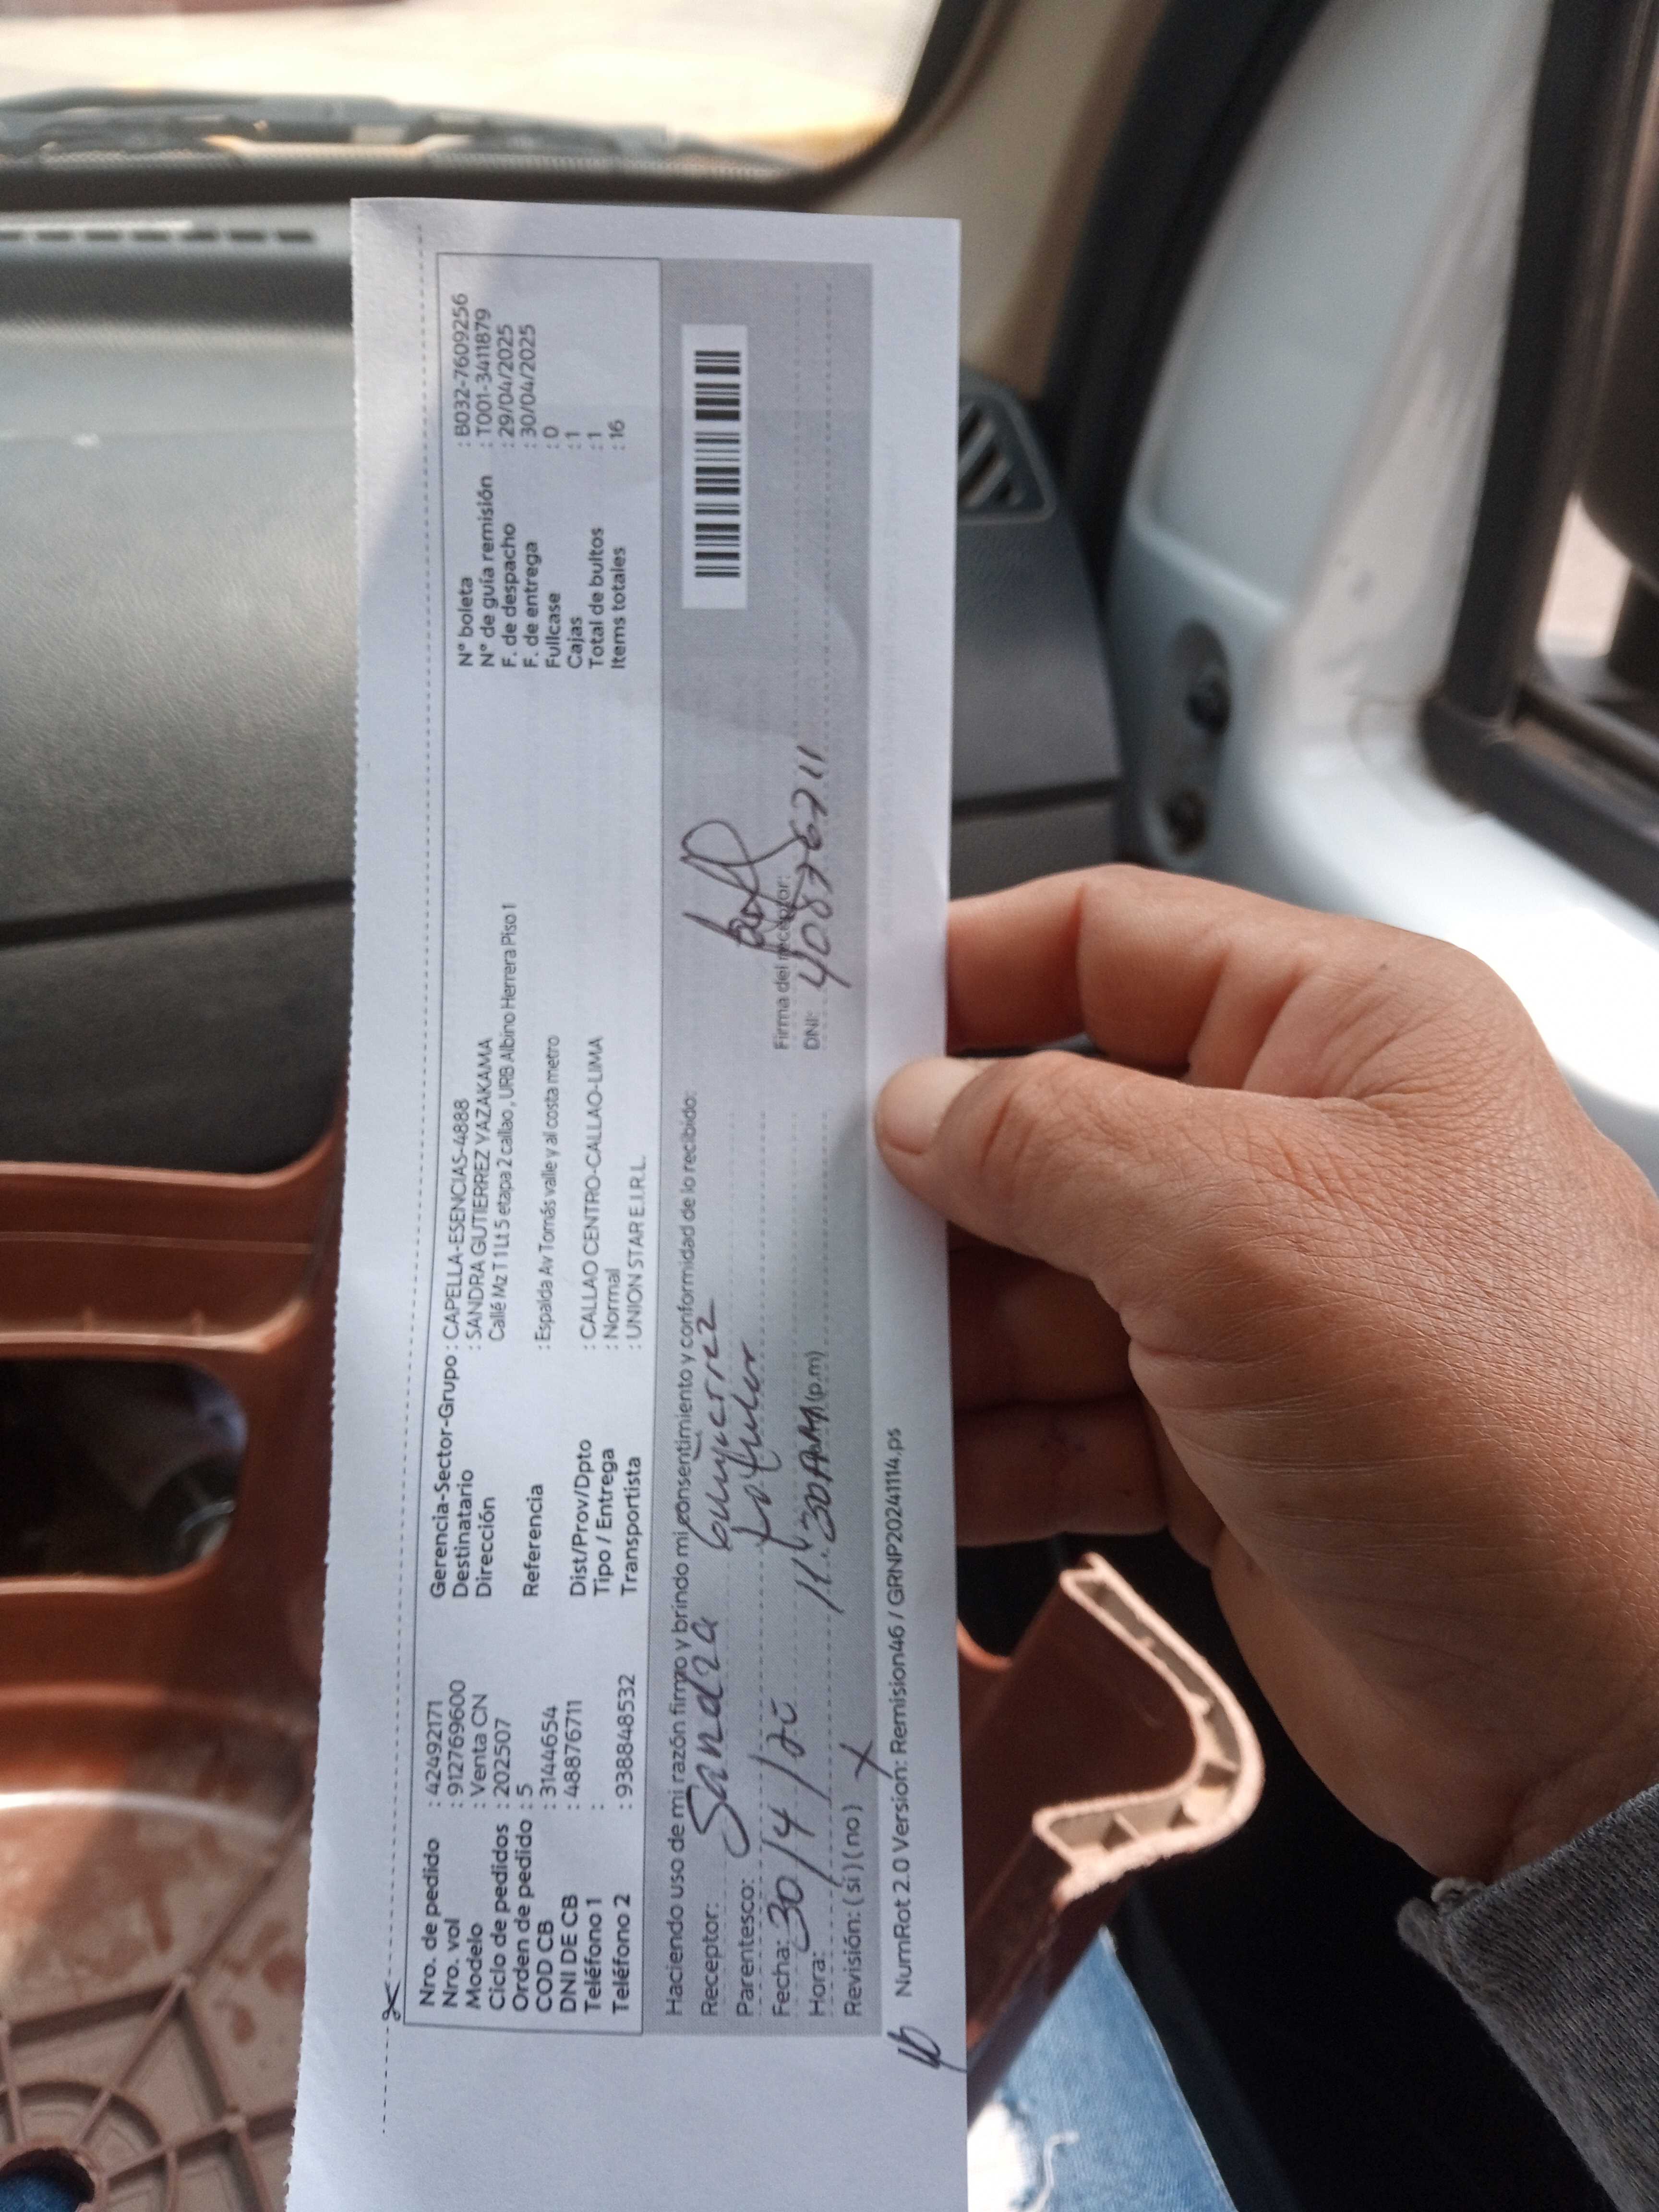 Nro. de pedido : 42492171
Nro. vol : 912769600
Modelo : Venta CN
Ciclo de pedidos : 202507
Orden de pedido : 5
COD CB : 3144654
DNI DE CB : 48876711
Teléfono 1 :
Teléfono 2 : 938848532
Gerencia-Sector-Grupo : CAPELLA-ESENCIAS-4888
Destinatario : SANDRA GUTIERREZ YAZAKAMA
Dirección Callé Mz T 1 Lt 5 etapa 2 callao , URB Albino Herrera Piso 1
Referencia : Espalda Av Tomás valle y al costa metro
Dist/Prov/Dpto : CALLAO CENTRO-CALLAO-LIMA
Tipo / Entrega : Normal
Transportista : UNION STAR E.I.R.L.
N° boleta : B032-7609256
N° de guía remisión : T001-3411879
F. de despacho : 29/04/2025
F. de entrega : 30/04/2025
Fullcase : 0
Cajas : 1
Total de bultos : 1
Items totales : 16
Haciendo uso de mi razón firmo y brindo mi consentimiento y conformidad de lo recibido:
Receptor: Sandra Gutierrez
Parentesco: titular
Fecha: 30/4/25
Hora: 11:30 AM (p.m)
Revisión: ( si ) ( no ) X
Firma del receptor:
DNI: 408776711
NumRot 2.0 Versión: Remision46 / GRNP20241114.ps